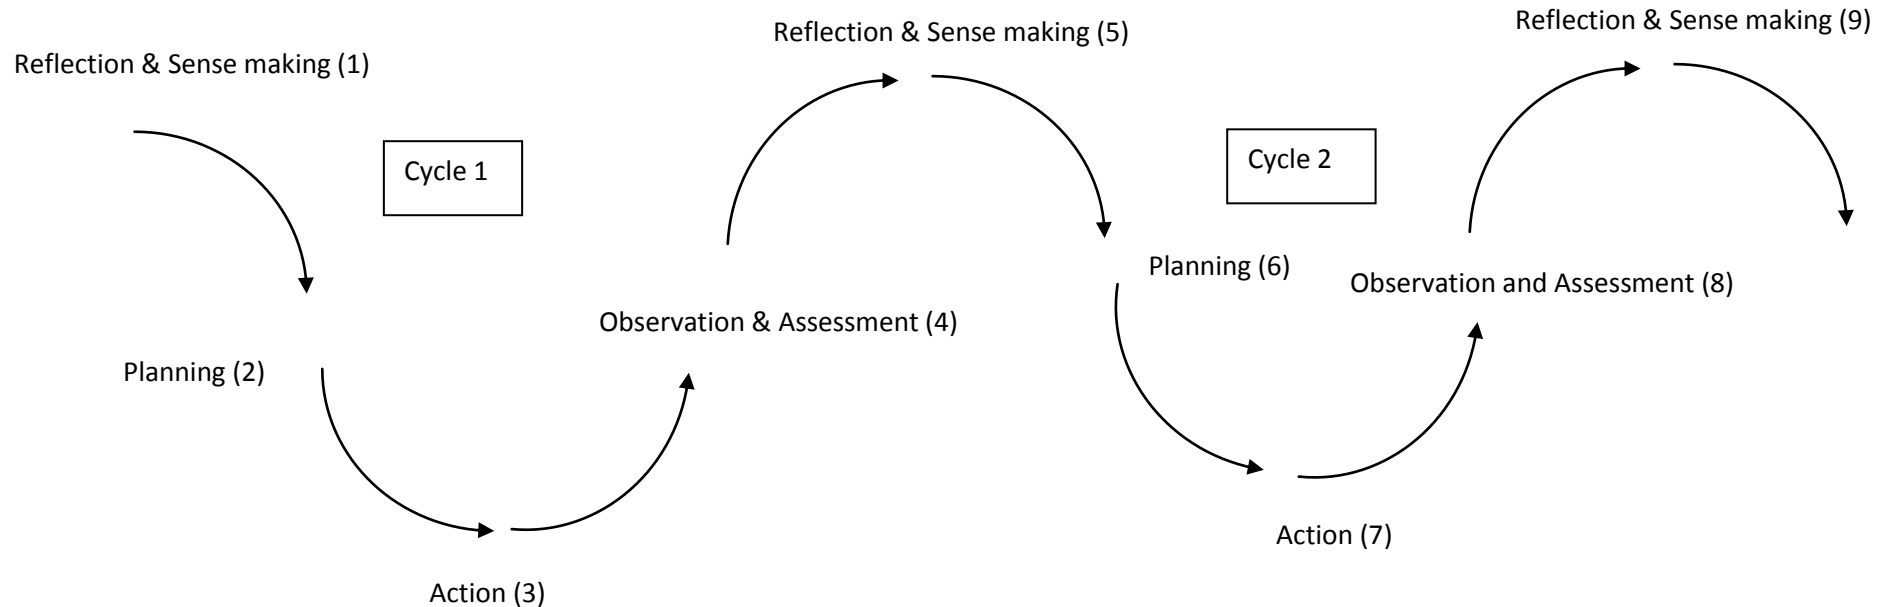 Reflection & Sense making (1)
Cycle 1
Planning (2)
Action (3)
Observation & Assessment (4)
Reflection & Sense making (5)
Cycle 2
Planning (6)
Action (7)
Observation and Assessment (8)
Reflection & Sense making (9)